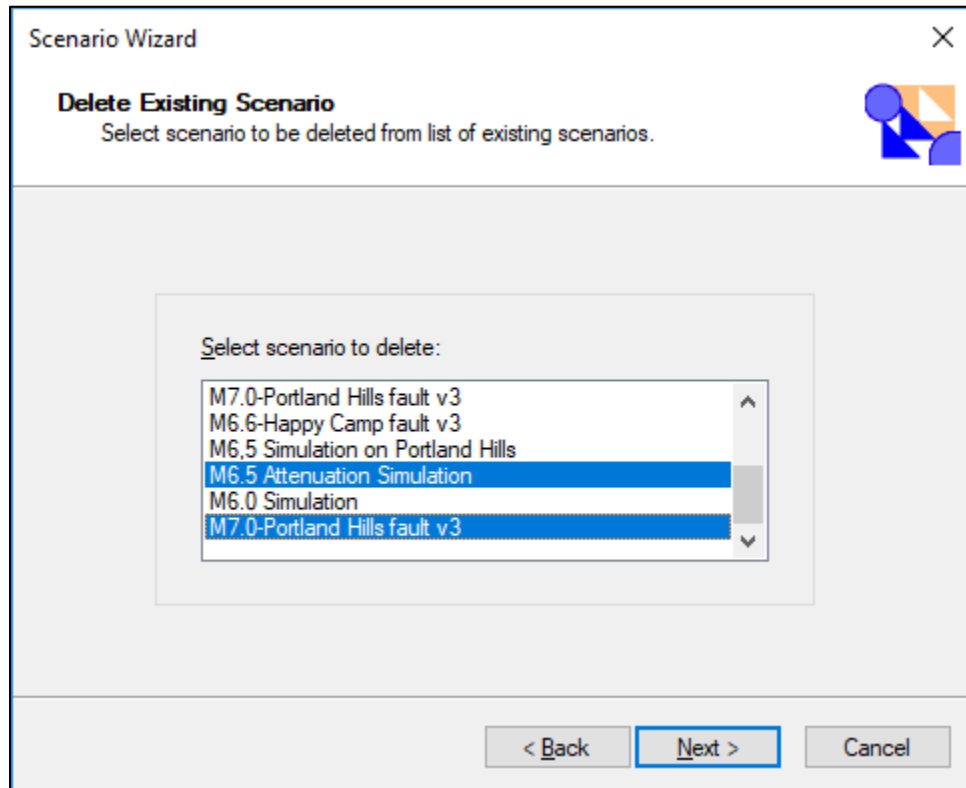 Scenario Wizard
Delete Existing Scenario
Select scenario to be deleted from list of existing scenarios.
Select scenario to delete:
M7.0-Portland Hills fault v3
M6.6-Happy Camp fault v3
M6,5 Simulation on Portland Hills
M6.5 Attenuation Simulation
M6.0 Simulation
M7.0-Portland Hills fault v3
< Back Next > Cancel